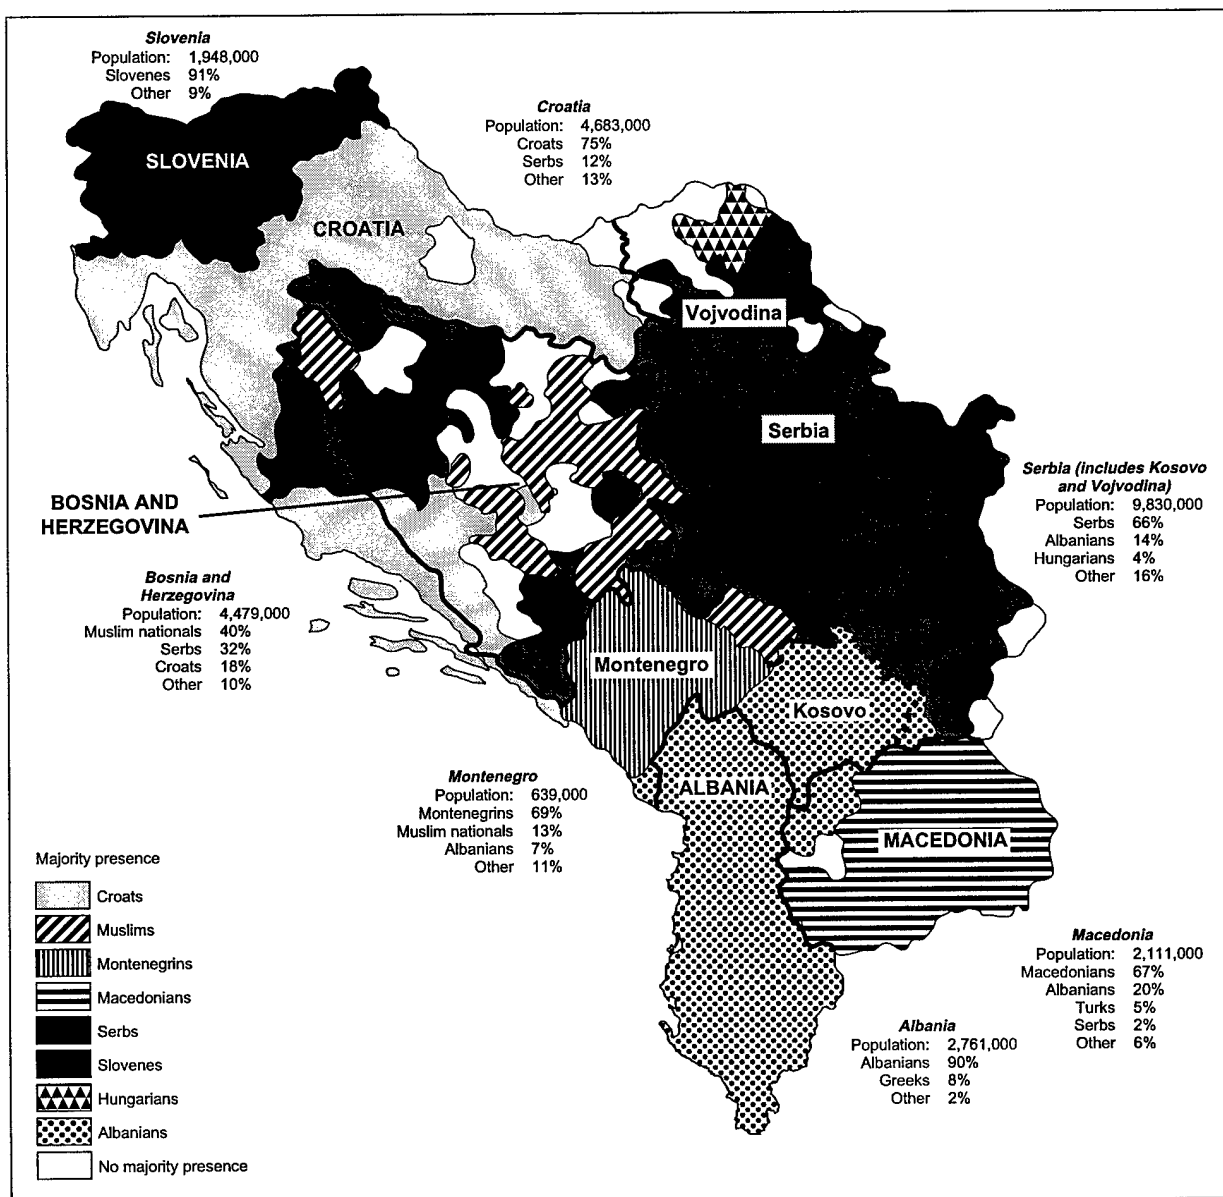 Slovenia
Population: 1,948,000
Slovenes 91%
Other 9%
Croatia
Population: 4,683,000
Croats 75%
Serbs 12%
Other 13%
SLOVENIA
CROATIA
Vojvodina
Serbia
BOSNIA AND
HERZEGOVINA
Serbia (includes Kosovo
and Vojvodina)
Population: 9,830,000
Serbs 66%
Albanians 14%
Hungarians 4%
Other 16%
Bosnia and
Herzegovina
Population: 4,479,000
Muslim nationals 40%
Serbs 32%
Croats 18%
Other 10%
Montenegro
Kosovo
Montenegro
Population: 639,000
Montenegrins 69%
Muslim nationals 13%
Albanians 7%
Other 11%
ALBANIA
MACEDONIA
Majority presence
Croats
Muslims
Montenegrins
Macedonians
Serbs
Slovenes
Hungarians
Albanians
No majority presence
Macedonia
Population: 2,111,000
Macedonians 67%
Albanians 20%
Turks 5%
Serbs 2%
Other 6%
Albania
Population: 2,761,000
Albanians 90%
Greeks 8%
Other 2%